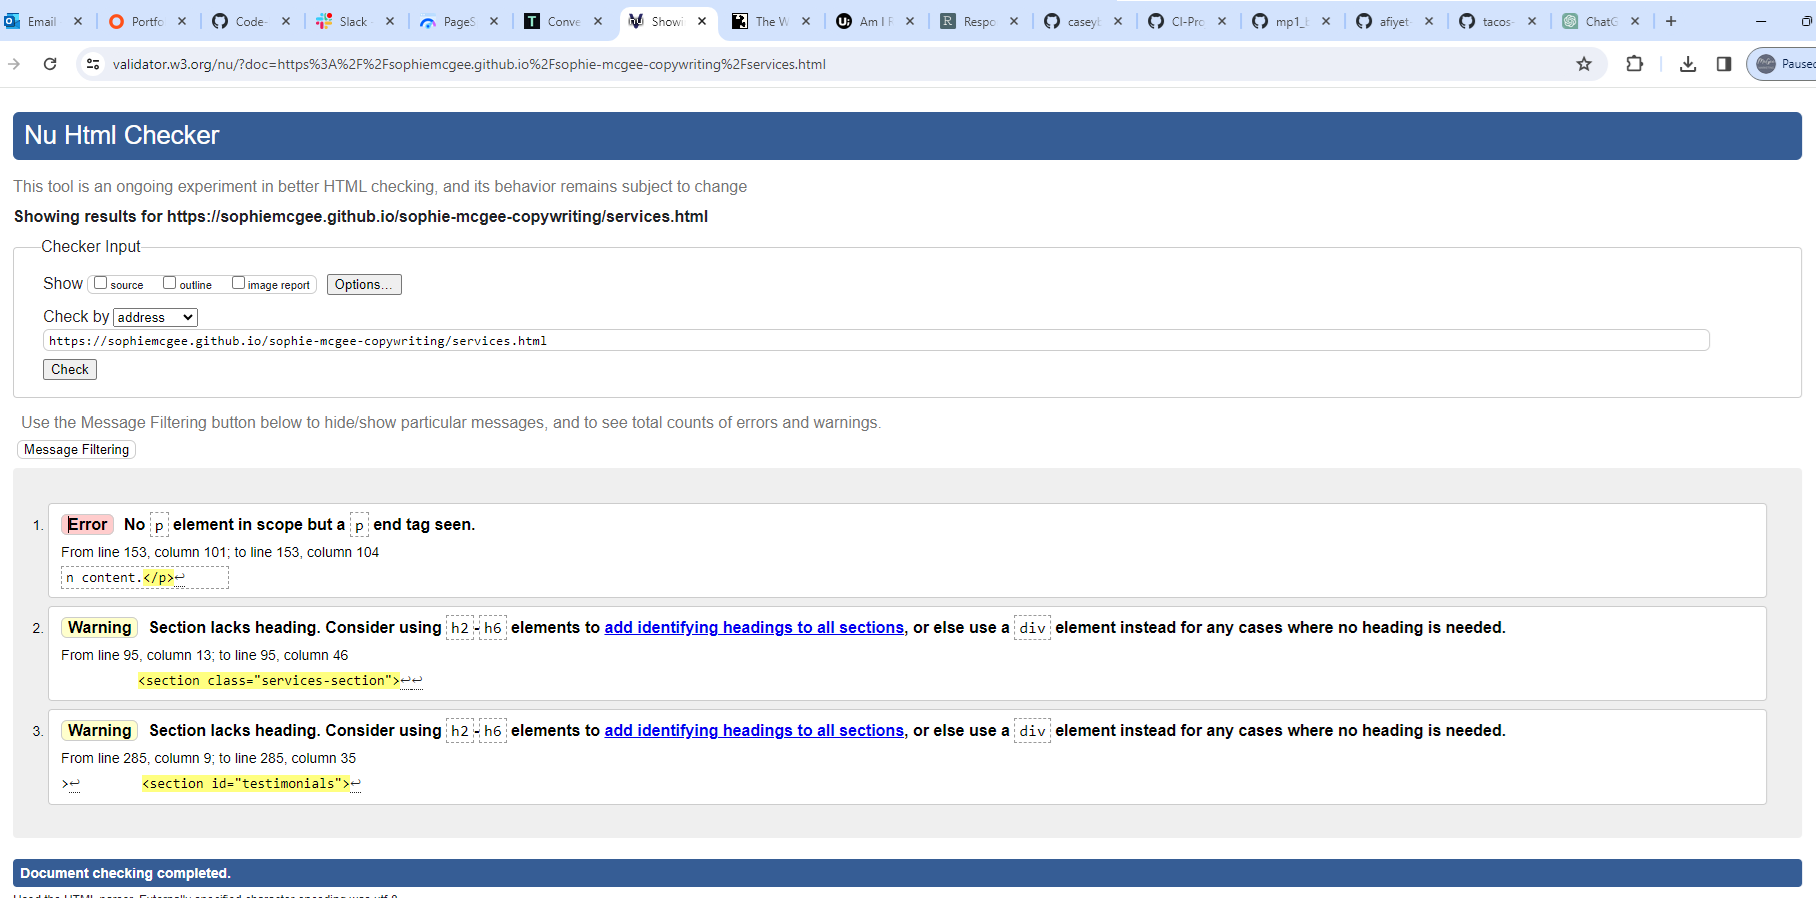 Email
Portfo
Code-
Slack
PageS
Conve
Showi
The W
Am I R
Respo
caseyb
CI-Pro
mp1_b
afiyet-
tacos-
ChatG
validator.w3.org/nu/?doc=https%3A%2F%2Fsophiemcgee.github.io%2Fsophie-mcgee-copywriting%2Fservices.html
Paused
Nu Html Checker
This tool is an ongoing experiment in better HTML checking, and its behavior remains subject to change
Showing results for https://sophiemcgee.github.io/sophie-mcgee-copywriting/services.html
Checker Input
Show source outline image report Options...
Check by address
https://sophiemcgee.github.io/sophie-mcgee-copywriting/services.html
Check
Use the Message Filtering button below to hide/show particular messages, and to see total counts of errors and warnings.
Message Filtering
1. Error No p element in scope but a p end tag seen.
From line 153, column 101; to line 153, column 104
n content.</p>↩
2. Warning Section lacks heading. Consider using h2-h6 elements to add identifying headings to all sections, or else use a div element instead for any cases where no heading is needed.
From line 95, column 13; to line 95, column 46
<section class="services-section">↩↩
3. Warning Section lacks heading. Consider using h2-h6 elements to add identifying headings to all sections, or else use a div element instead for any cases where no heading is needed.
From line 285, column 9; to line 285, column 35
>↩ <section id="testimonials">↩
Document checking completed.